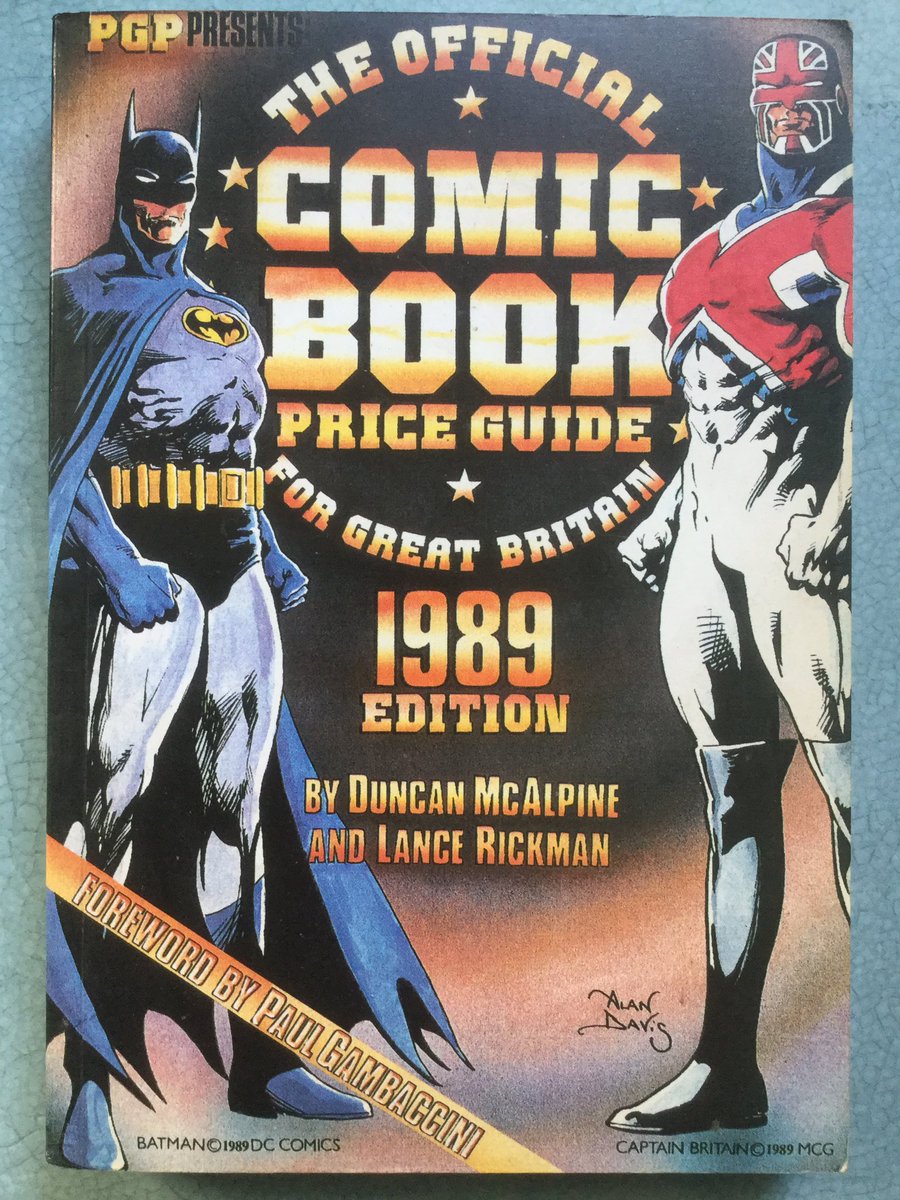 PGP PRESENTS
THE OFFICIAL
COMIC
BOOK
PRICE GUIDE
FOR GREAT BRITAIN
1989
EDITION
BY DUNCAN MCALPINE
AND LANCE RICKMAN
FOREWORD BY PAUL GAMBACCINI
ALAN
DAVIS
BATMAN©1989 DC COMICS
CAPTAIN BRITAIN©1989 MCG